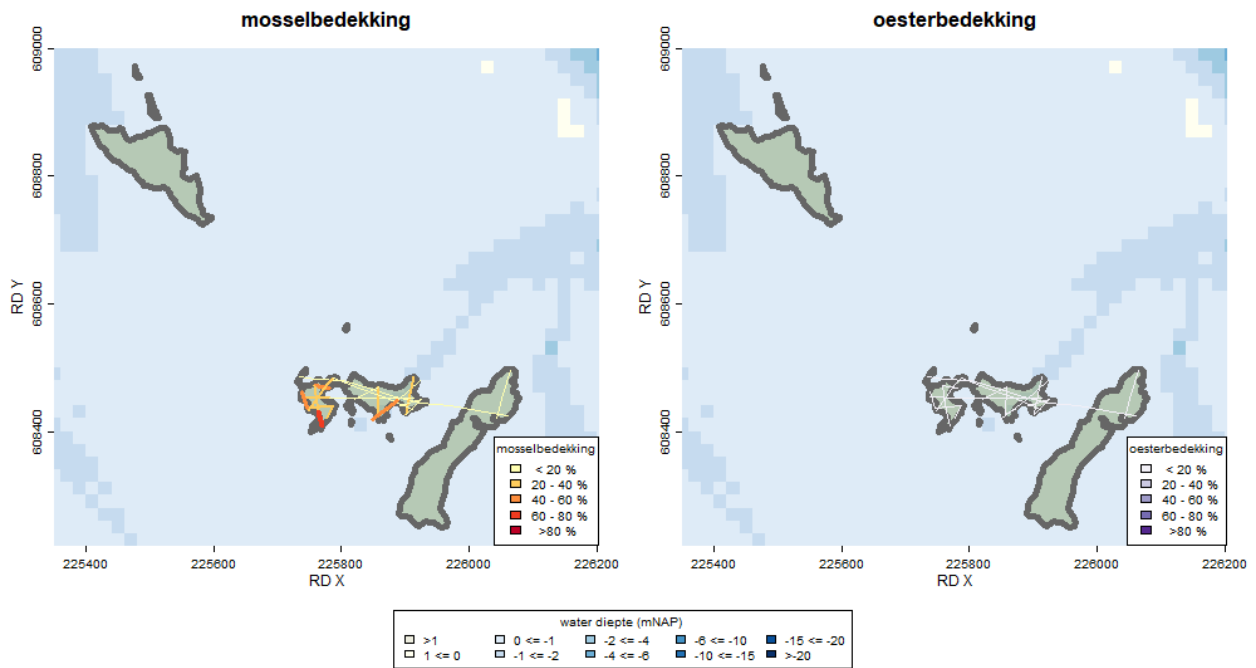 mosselbedekking
oesterbedekking
609000
608800
608600
608400
RD Y
225400
225600
225800
226000
226200
RD X
mosselbedekking
< 20 %
20 - 40 %
40 - 60 %
60 - 80 %
>80 %
609000
608800
608600
608400
RD Y
225400
225600
225800
226000
226200
RD X
oesterbedekking
< 20 %
20 - 40 %
40 - 60 %
60 - 80 %
>80 %
water diepte (mNAP)
>1 0 <= -1 -2 <= -4 -6 <= -10 -15 <= -20
1 <= 0 -1 <= -2 -4 <= -6 -10 <= -15 >-20